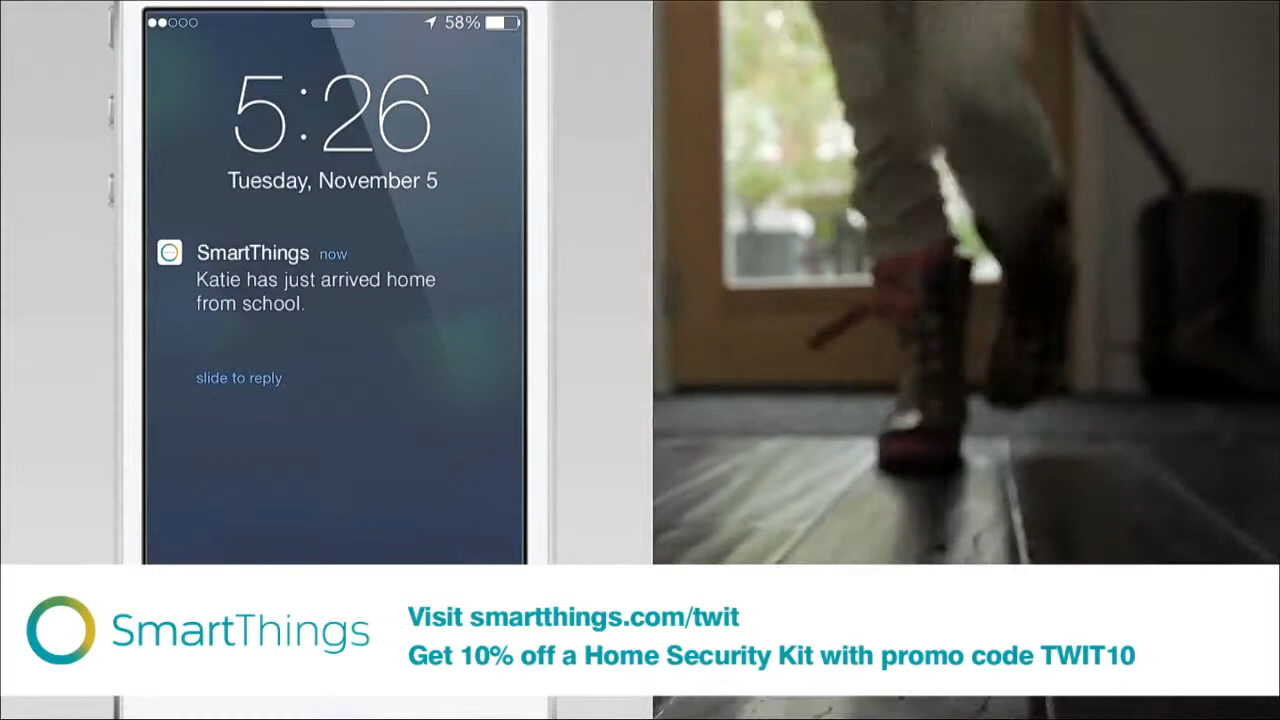 58%
5:26
Tuesday, November 5
SmartThings now
Katie has just arrived home
from school.
slide to reply
SmartThings
Visit smartthings.com/twit
Get 10% off a Home Security Kit with promo code TWIT10